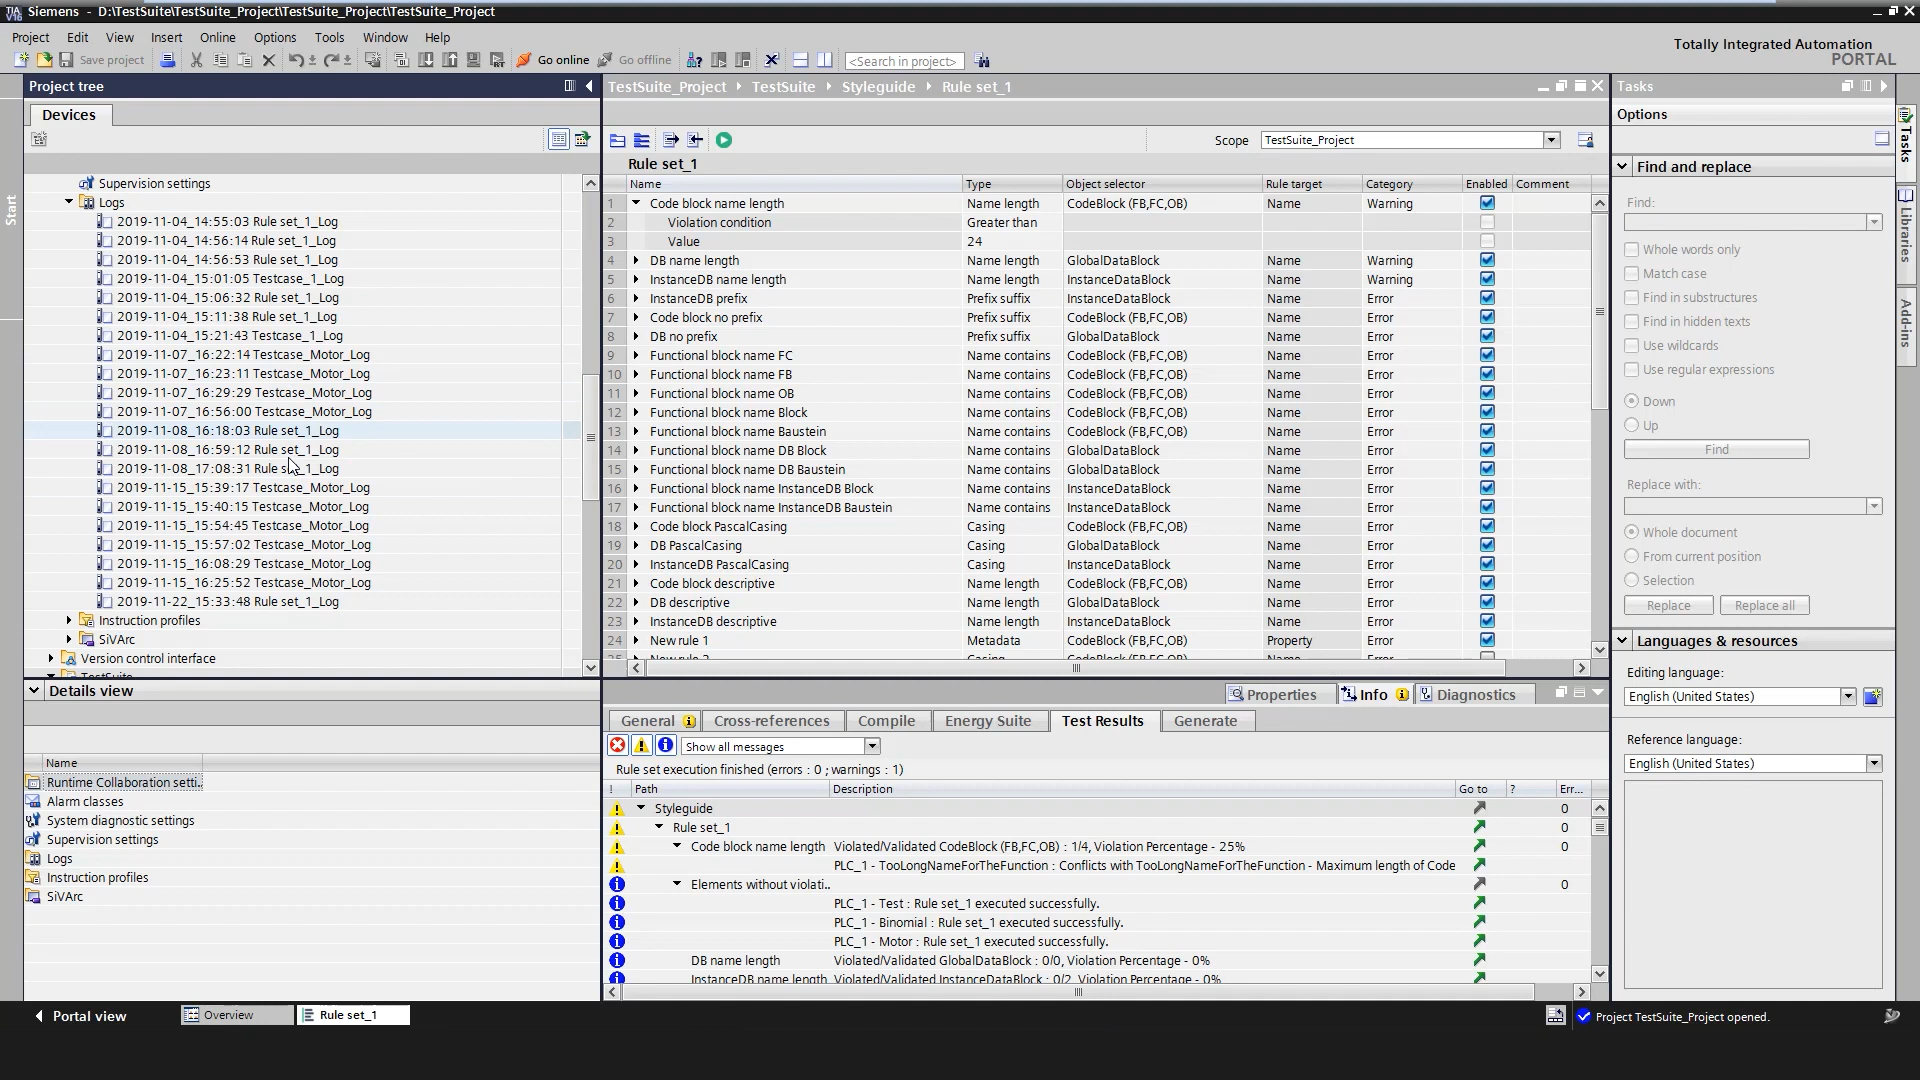 Siemens - D:\TestSuite\TestSuite_Project\TestSuite_Project\TestSuite_Project
Project Edit View Insert Online Options Tools Window Help
Totally Integrated Automation
PORTAL
Save project Go online Go offline <Search in project>
Start
Project tree
Devices
Supervision settings
Logs
2019-11-04_14:55:03 Rule set_1_Log
2019-11-04_14:56:14 Rule set_1_Log
2019-11-04_14:56:53 Rule set_1_Log
2019-11-04_15:01:05 Testcase_1_Log
2019-11-04_15:06:32 Rule set_1_Log
2019-11-04_15:11:38 Rule set_1_Log
2019-11-04_15:21:43 Testcase_1_Log
2019-11-07_16:22:14 Testcase_Motor_Log
2019-11-07_16:23:11 Testcase_Motor_Log
2019-11-07_16:29:29 Testcase_Motor_Log
2019-11-07_16:56:00 Testcase_Motor_Log
2019-11-08_16:18:03 Rule set_1_Log
2019-11-08_16:59:12 Rule set_1_Log
2019-11-08_17:08:31 Rule set_1_Log
2019-11-15_15:39:17 Testcase_Motor_Log
2019-11-15_15:40:15 Testcase_Motor_Log
2019-11-15_15:54:45 Testcase_Motor_Log
2019-11-15_15:57:02 Testcase_Motor_Log
2019-11-15_16:08:29 Testcase_Motor_Log
2019-11-15_16:25:52 Testcase_Motor_Log
2019-11-22_15:33:48 Rule set_1_Log
Instruction profiles
SiVArc
Version control interface
TestSuite
Details view
Name
Runtime Collaboration setti..
Alarm classes
System diagnostic settings
Supervision settings
Logs
Instruction profiles
SiVArc
TestSuite_Project TestSuite Styleguide Rule set_1
Scope TestSuite_Project
Rule set_1
Name Type Object selector Rule target Category Enabled Comment
1 Code block name length Name length CodeBlock (FB,FC,OB) Name Warning
2 Violation condition Greater than
3 Value 24
4 DB name length Name length GlobalDataBlock Name Warning
5 InstanceDB name length Name length InstanceDataBlock Name Warning
6 InstanceDB prefix Prefix suffix InstanceDataBlock Name Error
7 Code block no prefix Prefix suffix CodeBlock (FB,FC,OB) Name Error
8 DB no prefix Prefix suffix GlobalDataBlock Name Error
9 Functional block name FC Name contains CodeBlock (FB,FC,OB) Name Error
10 Functional block name FB Name contains CodeBlock (FB,FC,OB) Name Error
11 Functional block name OB Name contains CodeBlock (FB,FC,OB) Name Error
12 Functional block name Block Name contains CodeBlock (FB,FC,OB) Name Error
13 Functional block name Baustein Name contains CodeBlock (FB,FC,OB) Name Error
14 Functional block name DB Block Name contains GlobalDataBlock Name Error
15 Functional block name DB Baustein Name contains GlobalDataBlock Name Error
16 Functional block name InstanceDB Block Name contains InstanceDataBlock Name Error
17 Functional block name InstanceDB Baustein Name contains InstanceDataBlock Name Error
18 Code block PascalCasing Casing CodeBlock (FB,FC,OB) Name Error
19 DB PascalCasing Casing GlobalDataBlock Name Error
20 InstanceDB PascalCasing Casing InstanceDataBlock Name Error
21 Code block descriptive Name length CodeBlock (FB,FC,OB) Name Error
22 DB descriptive Name length GlobalDataBlock Name Error
23 InstanceDB descriptive Name length InstanceDataBlock Name Error
24 New rule 1 Metadata CodeBlock (FB,FC,OB) Property Error
Properties Info Diagnostics
General Cross-references Compile Energy Suite Test Results Generate
Show all messages
Rule set execution finished (errors : 0 ; warnings : 1)
! Path Description Go to ? Err...
Styleguide 0
Rule set_1 0
Code block name length Violated/Validated CodeBlock (FB,FC,OB) : 1/4, Violation Percentage - 25% 0
PLC_1 - TooLongNameForTheFunction : Conflicts with TooLongNameForTheFunction - Maximum length of Code
Elements without violati.. 0
PLC_1 - Test : Rule set_1 executed successfully.
PLC_1 - Binomial : Rule set_1 executed successfully.
PLC_1 - Motor : Rule set_1 executed successfully.
DB name length Violated/Validated GlobalDataBlock : 0/0, Violation Percentage - 0%
InstanceDB name length Violated/Validated InstanceDataBlock : 0/2, Violation Percentage - 0%
Tasks
Options
Find and replace
Find:
Whole words only
Match case
Find in substructures
Find in hidden texts
Use wildcards
Use regular expressions
Down
Up
Find
Replace with:
Whole document
From current position
Selection
Replace Replace all
Languages & resources
Editing language:
English (United States)
Reference language:
English (United States)
Tasks
Libraries
Add-ins
Portal view Overview Rule set_1 Project TestSuite_Project opened.